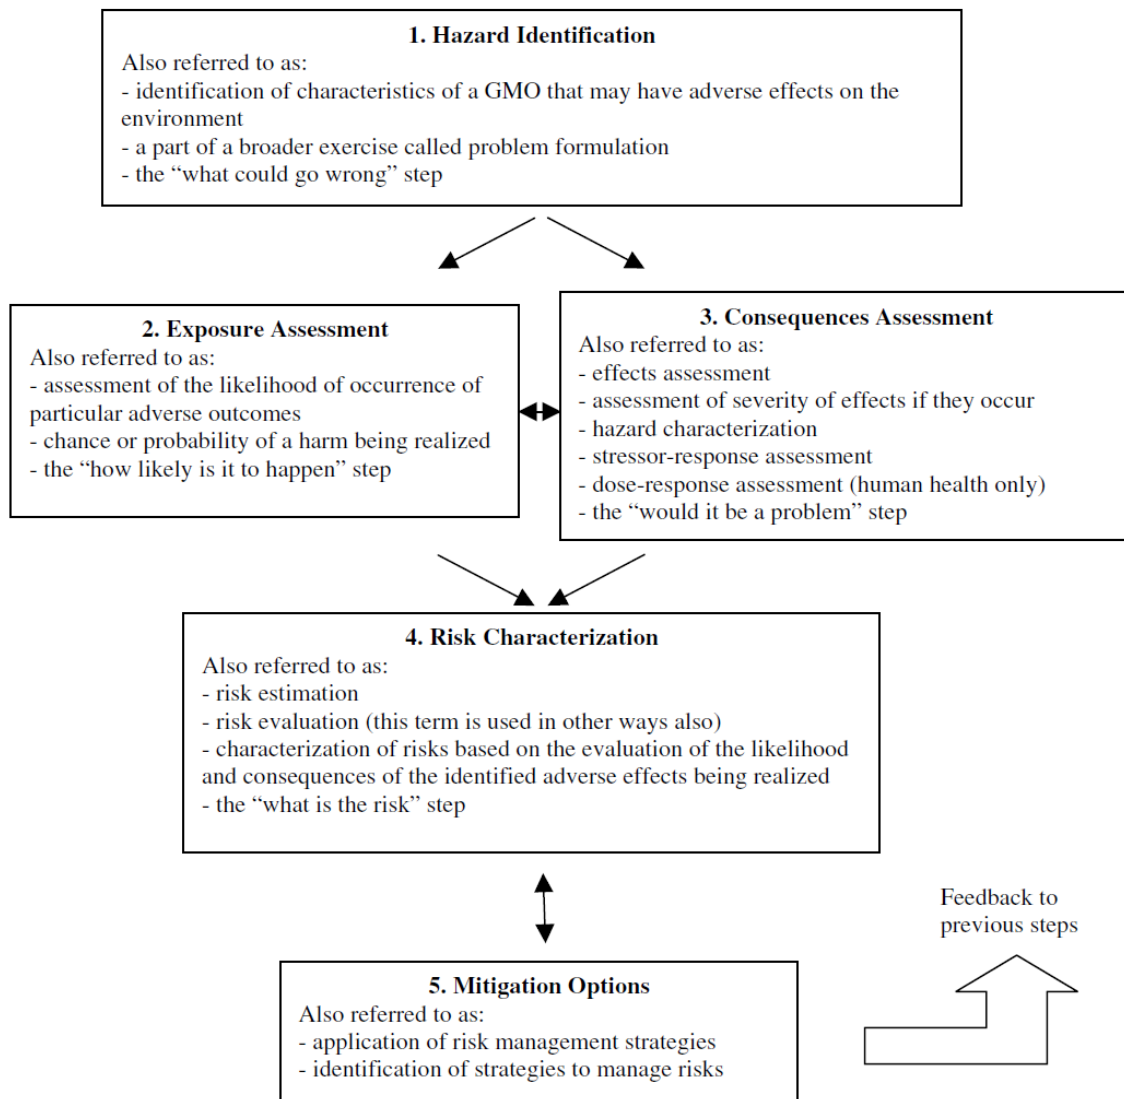 1. Hazard Identification
Also referred to as:
- identification of characteristics of a GMO that may have adverse effects on the
environment
- a part of a broader exercise called problem formulation
- the “what could go wrong” step
2. Exposure Assessment
Also referred to as:
- assessment of the likelihood of occurrence of
particular adverse outcomes
- chance or probability of a harm being realized
- the “how likely is it to happen” step
3. Consequences Assessment
Also referred to as:
- effects assessment
- assessment of severity of effects if they occur
- hazard characterization
- stressor-response assessment
- dose-response assessment (human health only)
- the “would it be a problem” step
4. Risk Characterization
Also referred to as:
- risk estimation
- risk evaluation (this term is used in other ways also)
- characterization of risks based on the evaluation of the likelihood
and consequences of the identified adverse effects being realized
- the “what is the risk” step
Feedback to
previous steps
5. Mitigation Options
Also referred to as:
- application of risk management strategies
- identification of strategies to manage risks